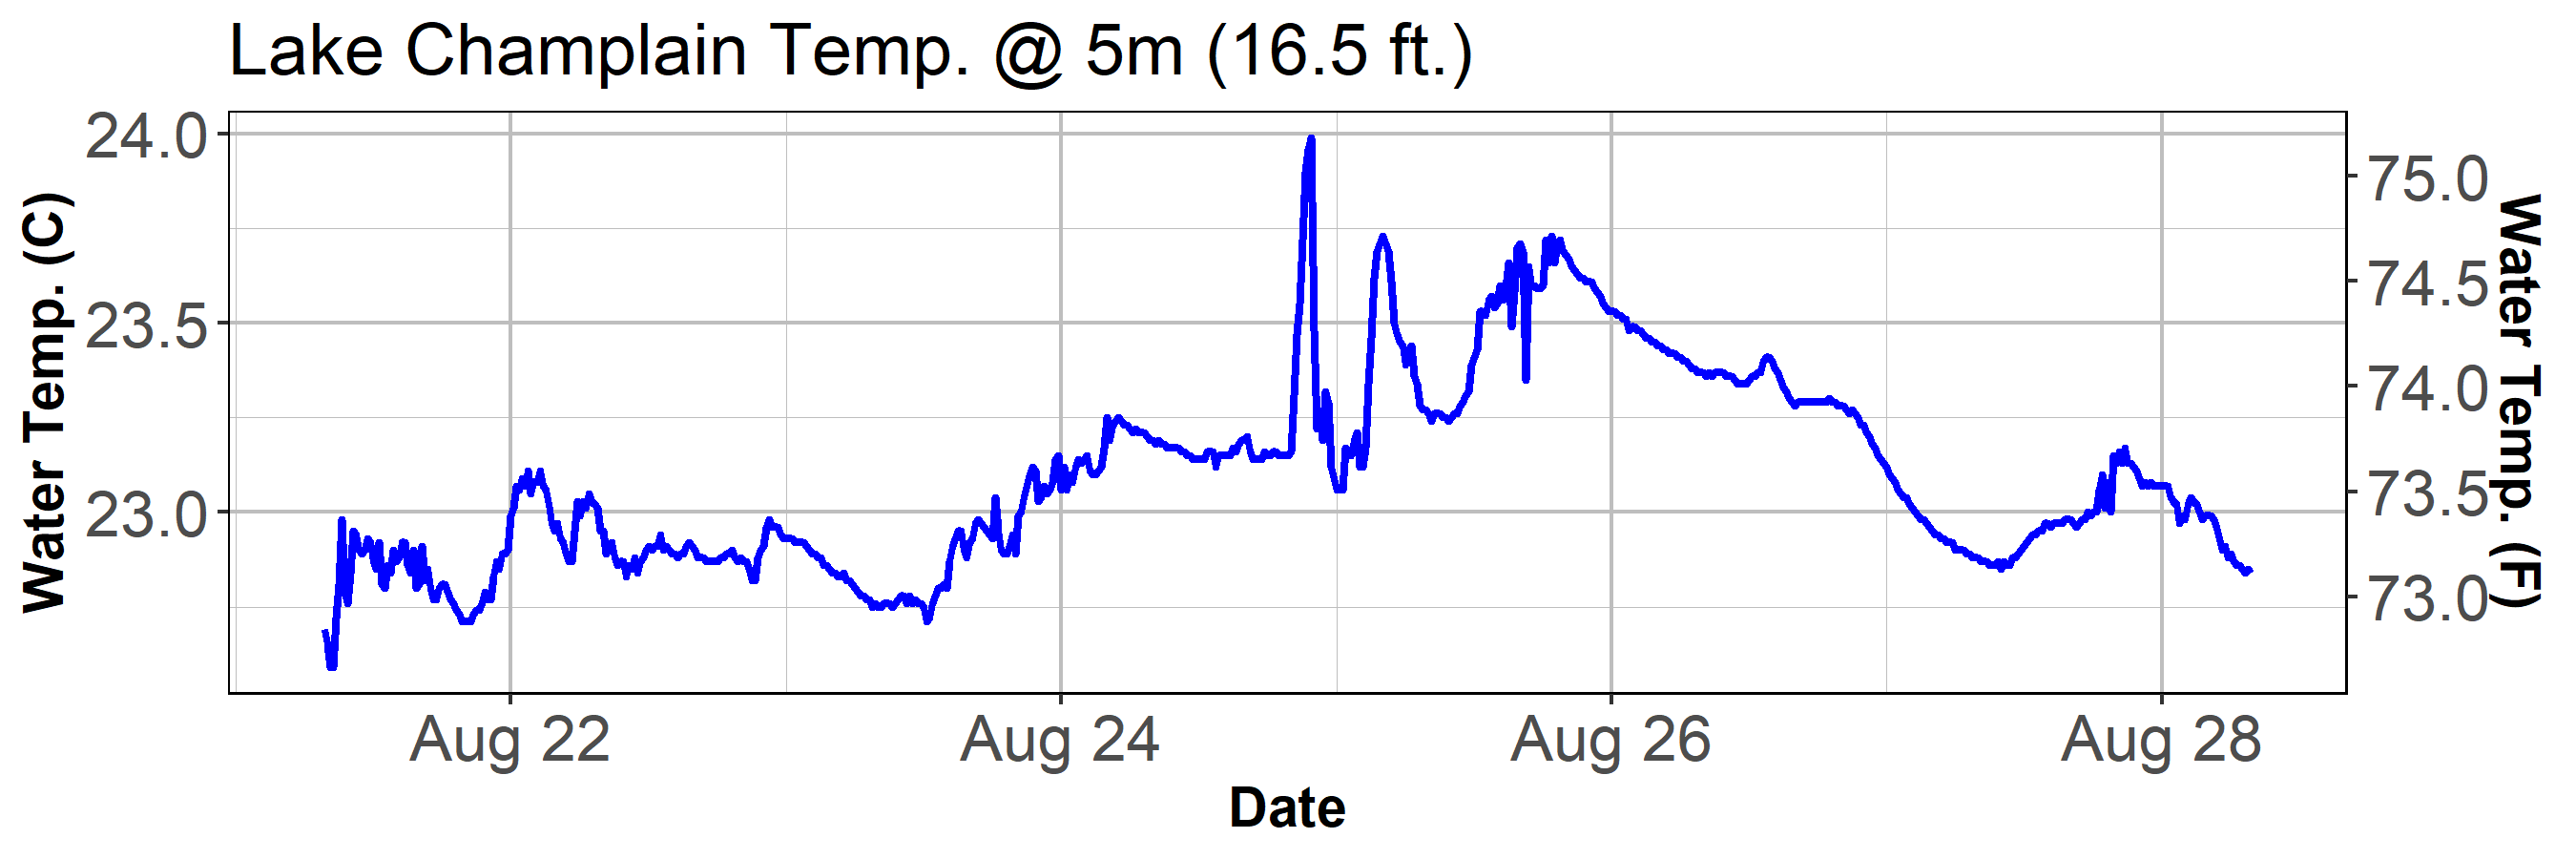 Lake Champlain Temp. @ 5m (16.5 ft.)
Water Temp. (C)
24.0
23.5
23.0
75.0
74.5
74.0
73.5
73.0
Water Temp. (F)
Aug 22 Aug 24 Aug 26 Aug 28
Date